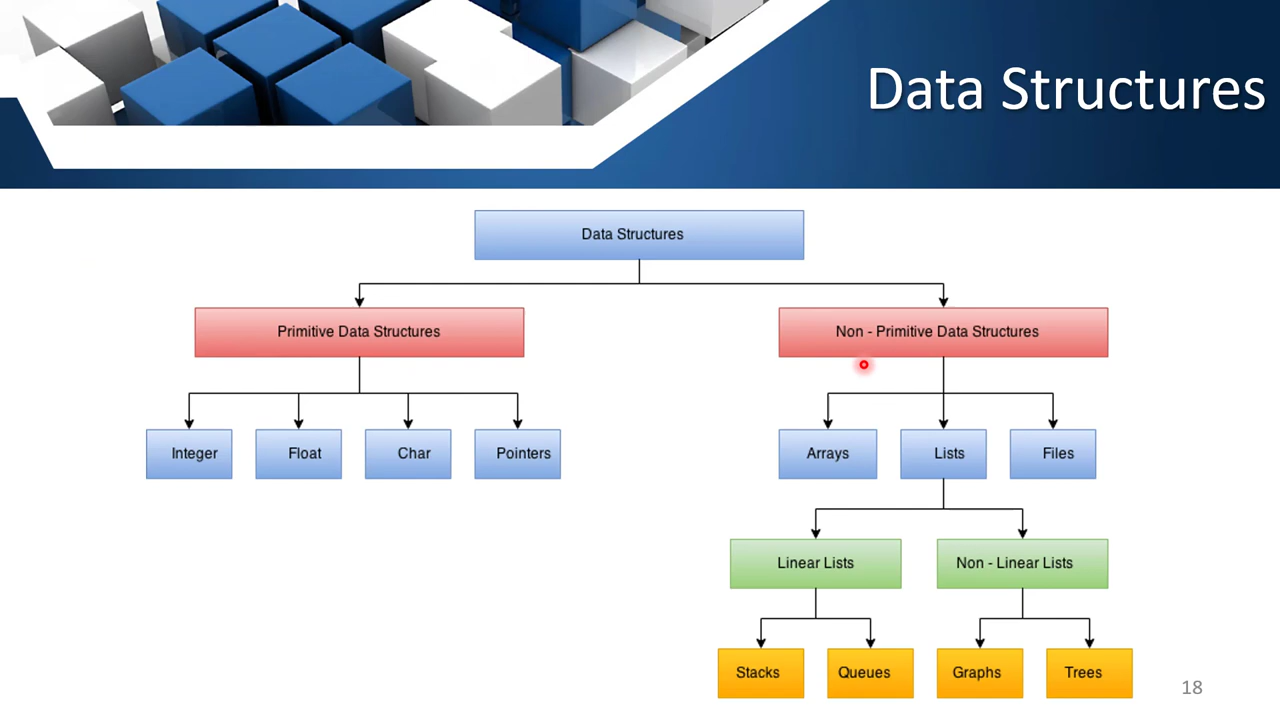 Data Structures
Data Structures
Primitive Data Structures
Non - Primitive Data Structures
Integer
Float
Char
Pointers
Arrays
Lists
Files
Linear Lists
Non - Linear Lists
Stacks
Queues
Graphs
Trees
18